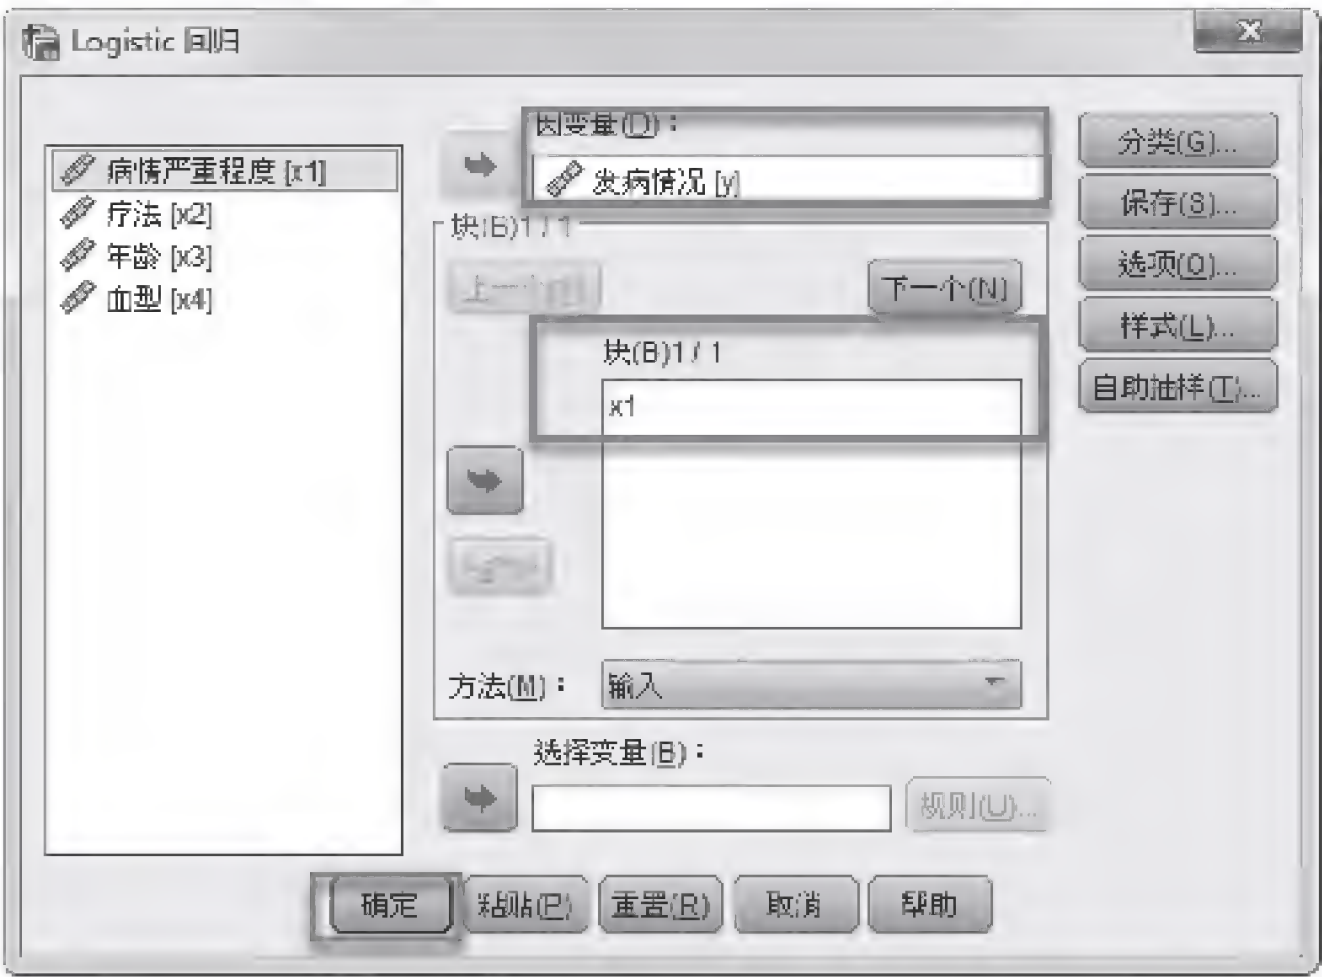 Logistic 回归
因变量(D)：
发病情况 [y]
病情严重程度 [x1]
疗法 [x2]
年龄 [x3]
血型 [x4]
块(B)1 / 1
上一个
下一个(N)
块(B)1 / 1
x1
方法(M)：
输入
选择变量(B)：
规则(U)...
分类(G)...
保存(S)...
选项(O)...
样式(L)...
自助抽样(T)...
确定
粘贴(P)
重置(R)
取消
帮助